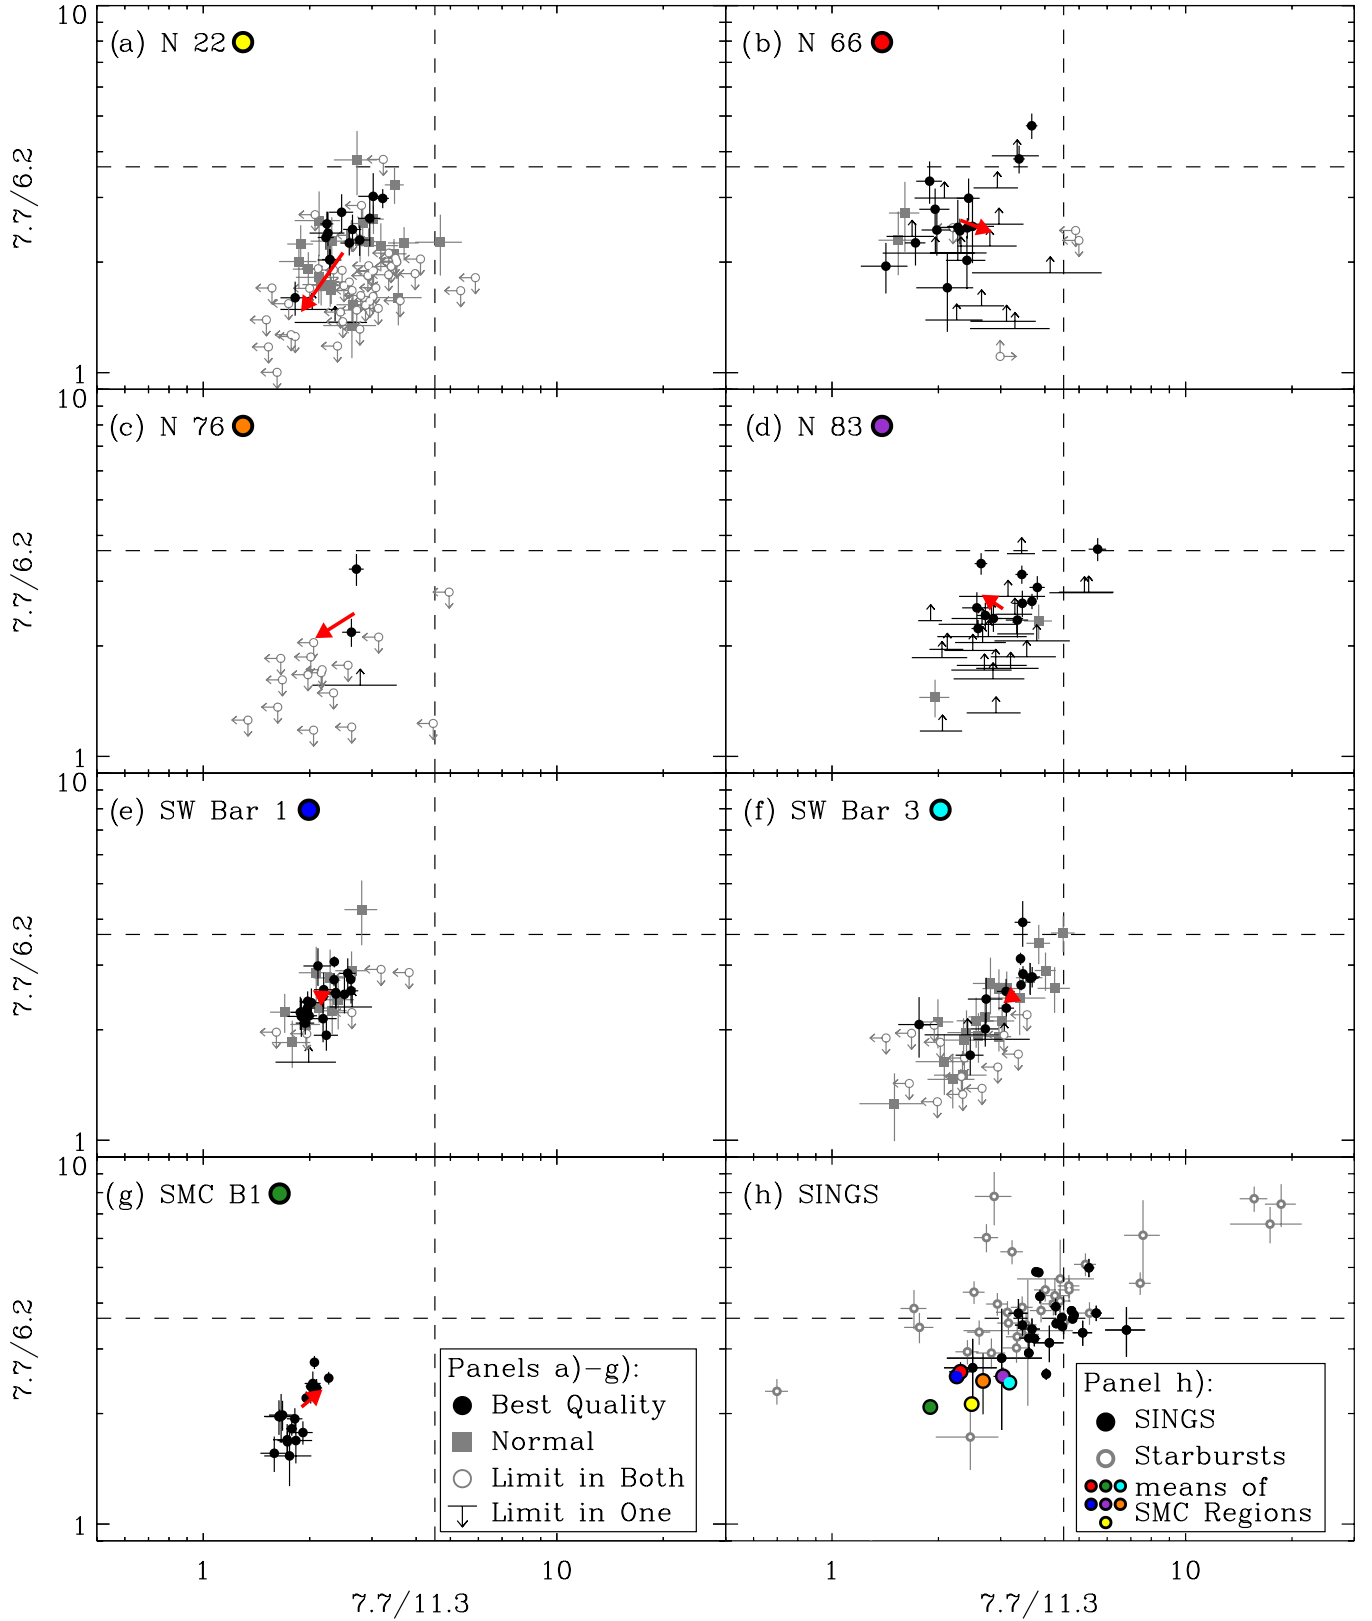 10
(a) N 22
(b) N 66
7.7/6.2
1
10
(c) N 76
(d) N 83
7.7/6.2
1
10
(e) SW Bar 1
(f) SW Bar 3
7.7/6.2
1
10
(g) SMC B1
(h) SINGS
7.7/6.2
Panels a)-g):
Best Quality
Normal
Limit in Both
Limit in One
Panel h):
SINGS
Starbursts
means of
SMC Regions
1
1
10
1
10
7.7/11.3
7.7/11.3